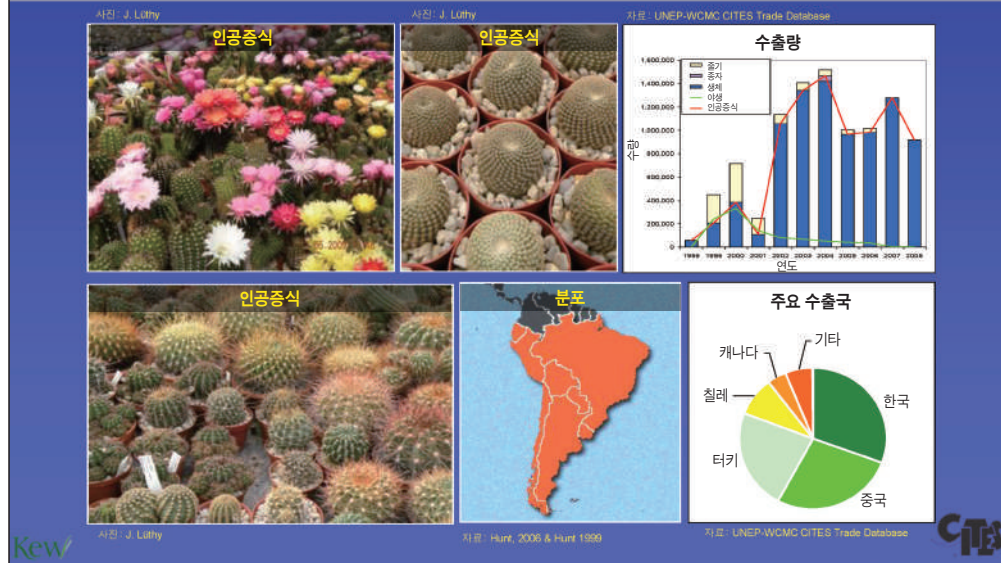 사진: J. Lüthy
사진: J. Lüthy
자료: UNEP-WCMC CITES Trade Database
인공증식
인공증식
수출량
1,600,000
1,400,000
1,200,000
1,000,000
800,000
600,000
400,000
200,000
0
수량
줄기
종자
생체
야생
인공증식
1999 2000 2001 2002 2003 2004 2005 2006 2007 2008
연도
인공증식
분포
주요 수출국
기타
캐나다
칠레
한국
터키
중국
사진: J. Lüthy
자료: Hunt, 2006 & Hunt 1999
자료: UNEP-WCMC CITES Trade Database
Kew
CITES